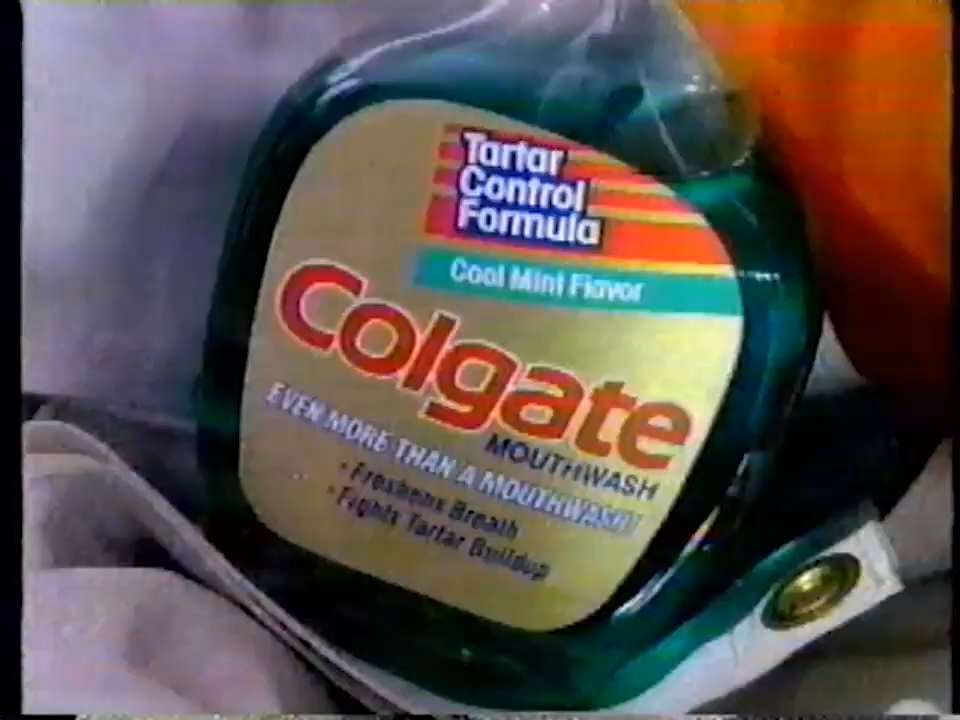 Tartar
Control
Formula
Cool Mint Flavor
Colgate
MOUTHWASH
EVEN MORE THAN A MOUTHWASH!
• Freshens Breath
• Fights Tartar Buildup